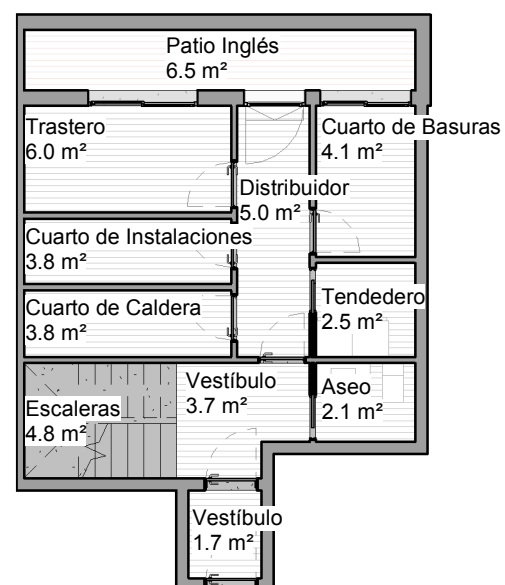 Patio Inglés
6.5 m²
Trastero
6.0 m²
Cuarto de Basuras
4.1 m²
Distribuidor
5.0 m²
Cuarto de Instalaciones
3.8 m²
Cuarto de Caldera
3.8 m²
Tendedero
2.5 m²
Vestíbulo
3.7 m²
Aseo
2.1 m²
Escaleras
4.8 m²
Vestíbulo
1.7 m²